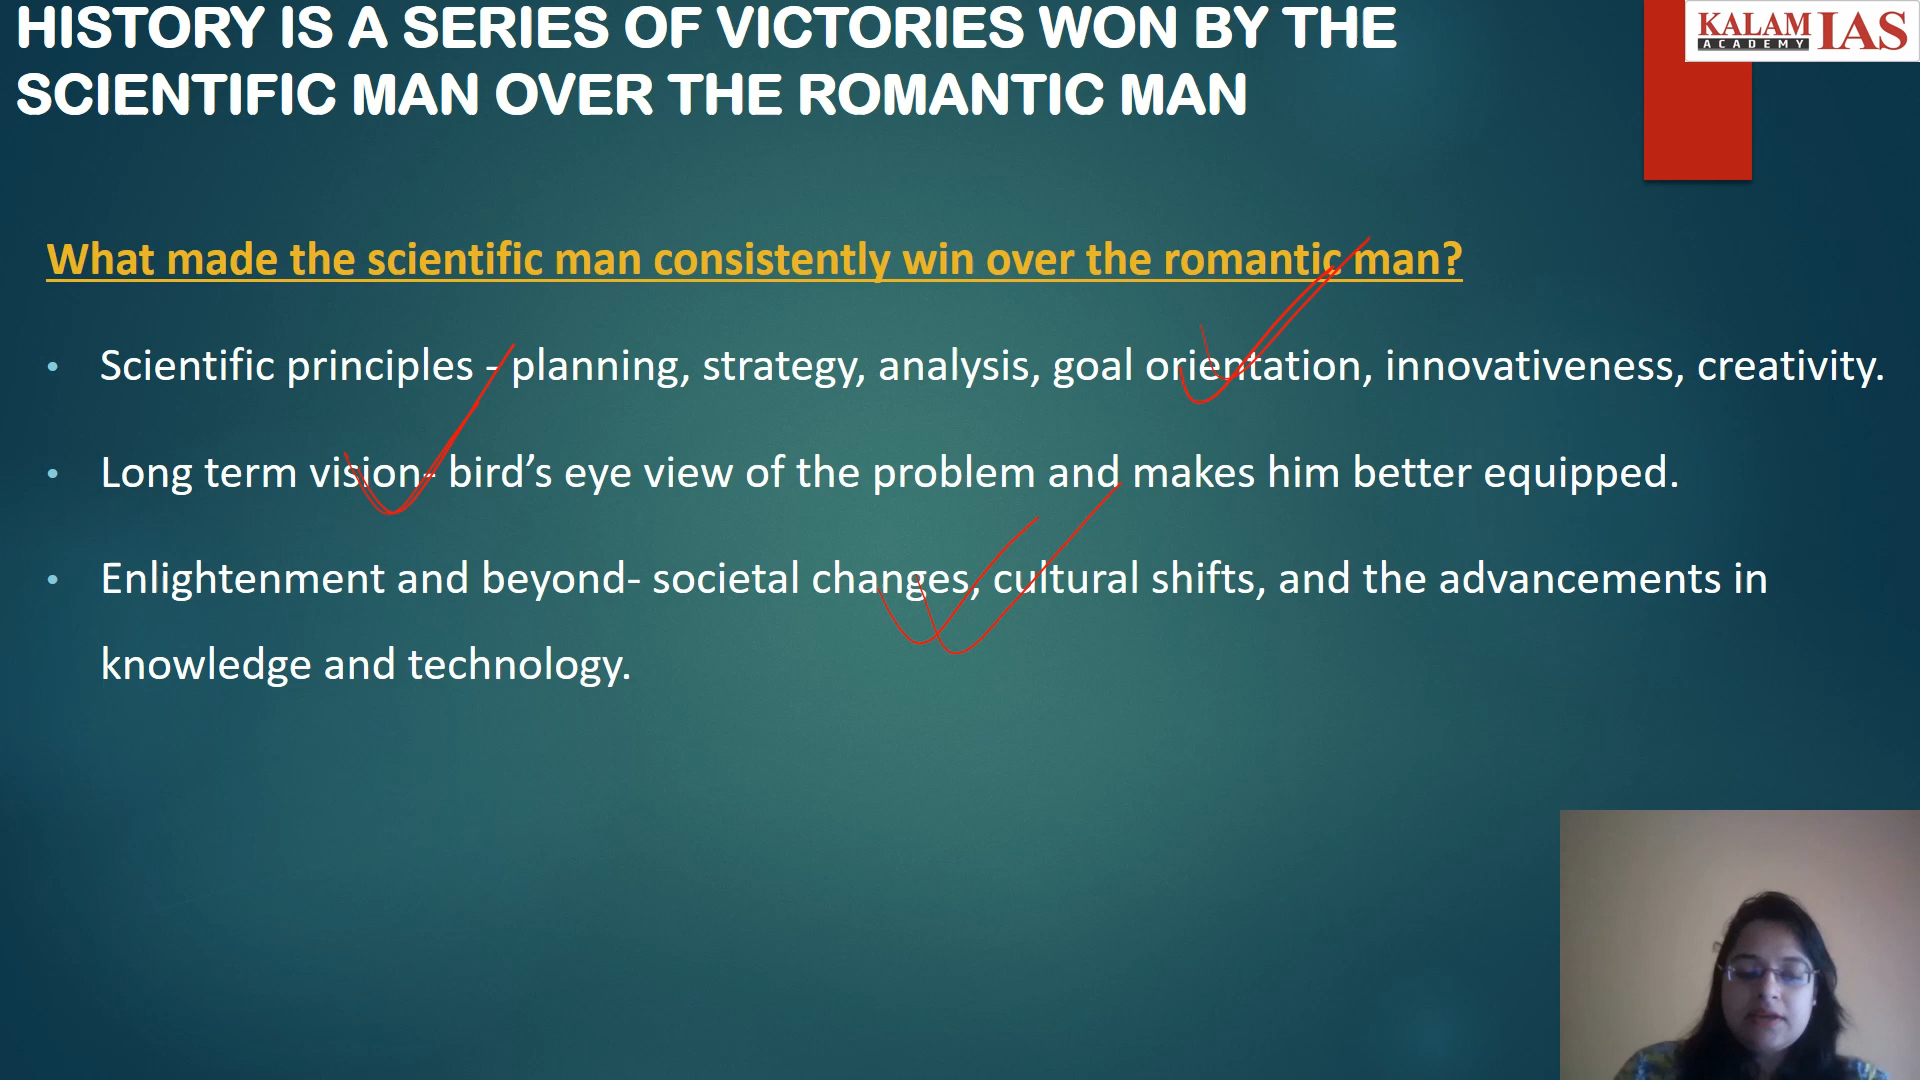 HISTORY IS A SERIES OF VICTORIES WON BY THE
SCIENTIFIC MAN OVER THE ROMANTIC MAN
KALAM IAS
ACADEMY
What made the scientific man consistently win over the romantic man?
• Scientific principles - planning, strategy, analysis, goal orientation, innovativeness, creativity.
• Long term vision- bird’s eye view of the problem and makes him better equipped.
• Enlightenment and beyond- societal changes, cultural shifts, and the advancements in
knowledge and technology.